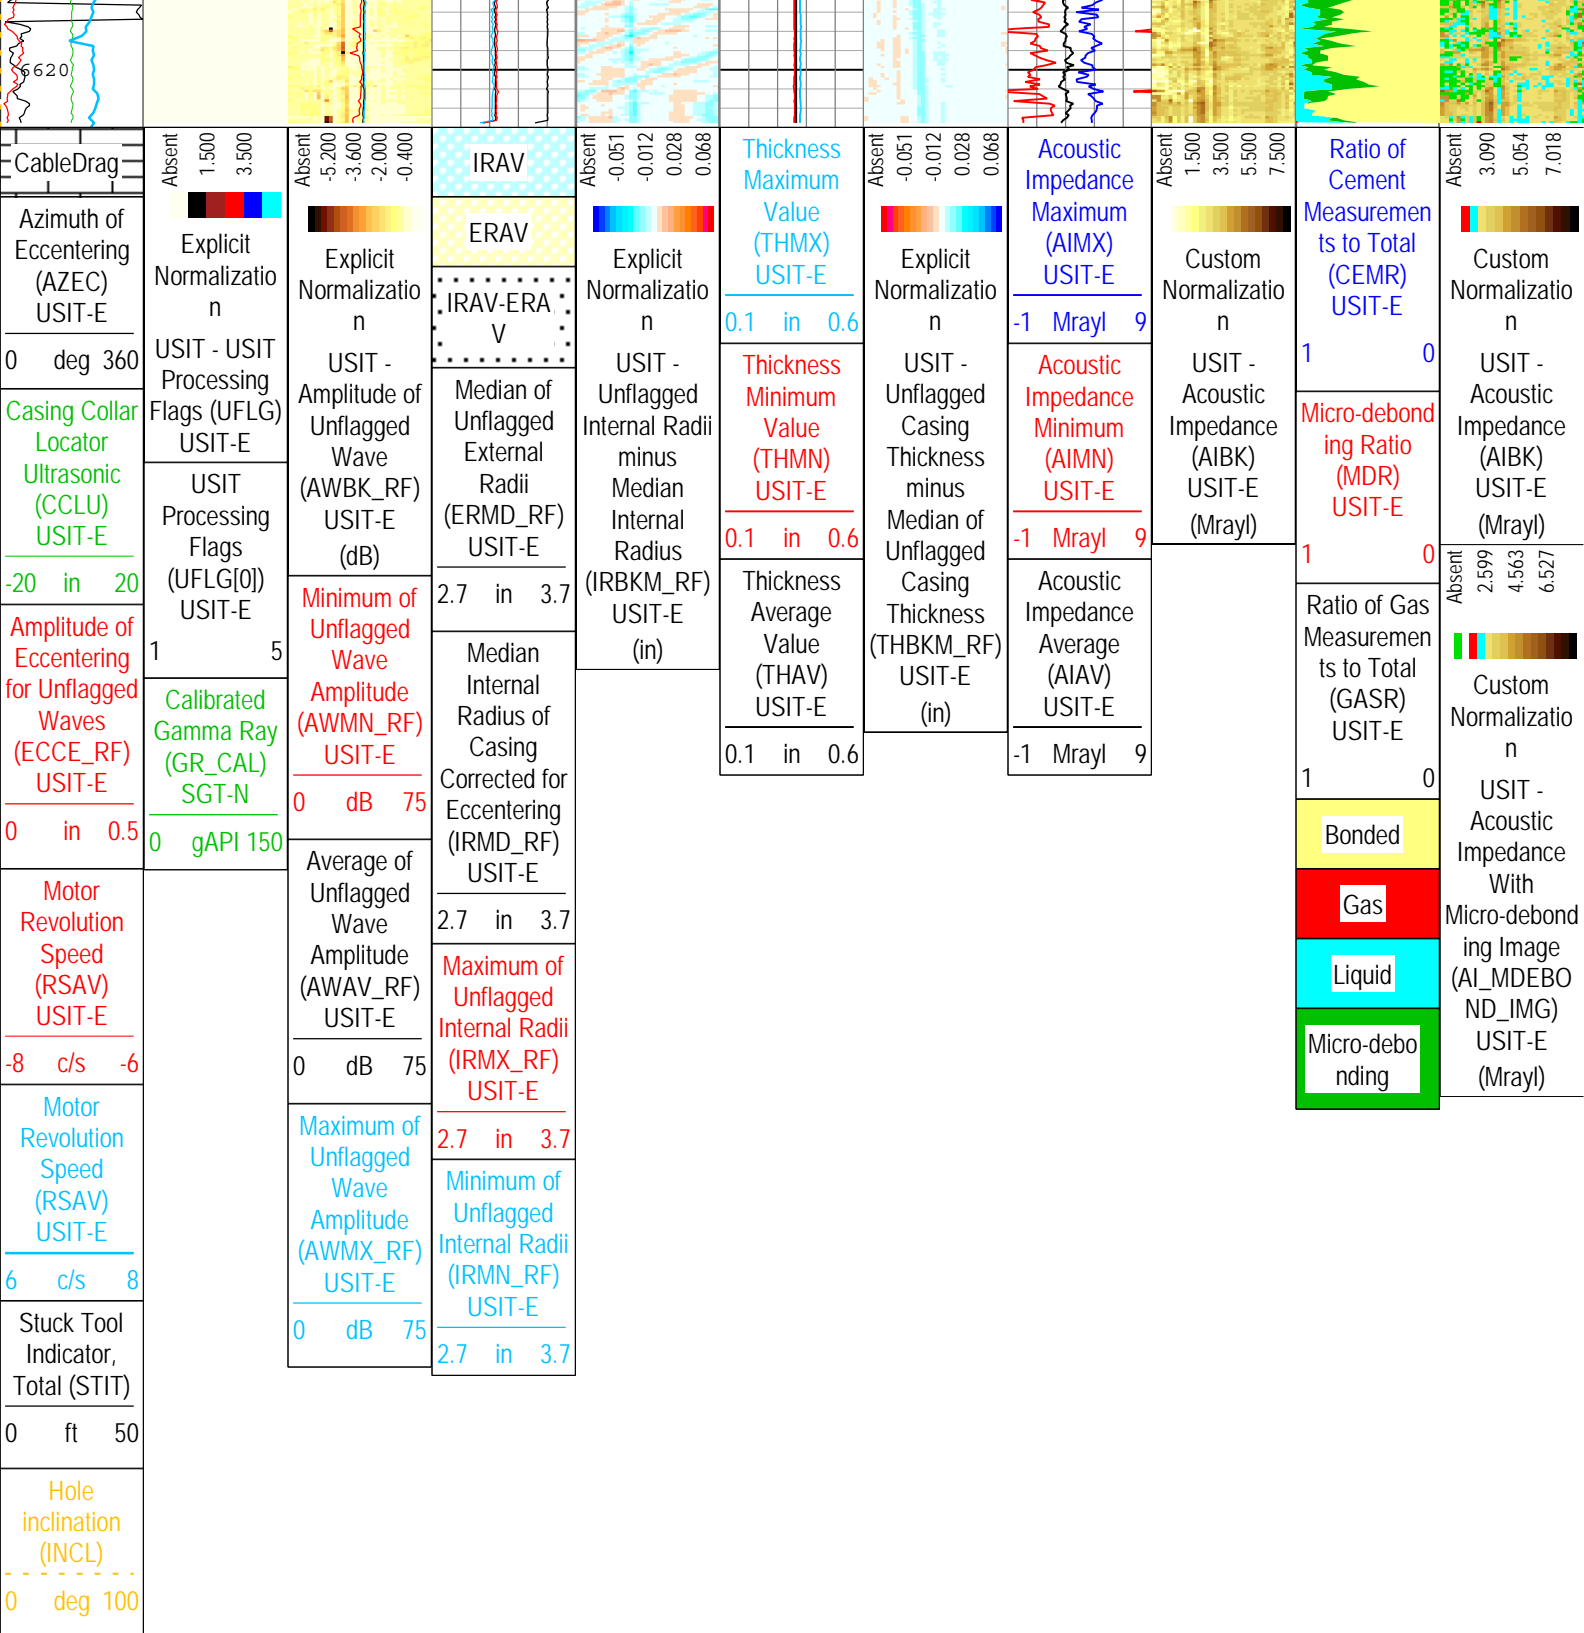 6620
CableDrag
Azimuth of
Eccentering
(AZEC)
USIT-E
0 deg 360
Casing Collar
Locator
Ultrasonic
(CCLU)
USIT-E
-20 in 20
Amplitude of
Eccentering
for Unflagged
Waves
(ECCE_RF)
USIT-E
0 in 0.5
Motor
Revolution
Speed
(RSAV)
USIT-E
-8 c/s -6
Motor
Revolution
Speed
(RSAV)
USIT-E
6 c/s 8
Stuck Tool
Indicator,
Total (STIT)
0 ft 50
Hole
inclination
(INCL)
0 deg 100
Absent
1.500
3.500
Explicit
Normalizatio
n
USIT - USIT
Processing
Flags (UFLG)
USIT-E
USIT
Processing
Flags
(UFLG[0])
USIT-E
1 5
Calibrated
Gamma Ray
(GR_CAL)
SGT-N
0 gAPI 150
Absent
-5.200
-3.600
-2.000
-0.400
Explicit
Normalizatio
n
USIT -
Amplitude of
Unflagged
Wave
(AWBK_RF)
USIT-E
(dB)
Minimum of
Unflagged
Wave
Amplitude
(AWMN_RF)
USIT-E
0 dB 75
Average of
Unflagged
Wave
Amplitude
(AWAV_RF)
USIT-E
0 dB 75
Maximum of
Unflagged
Wave
Amplitude
(AWMX_RF)
USIT-E
0 dB 75
IRAV
ERAV
IRAV-ERA
V
Median of
Unflagged
External
Radii
(ERMD_RF)
USIT-E
2.7 in 3.7
Median
Internal
Radius of
Casing
Corrected for
Eccentering
(IRMD_RF)
USIT-E
2.7 in 3.7
Maximum of
Unflagged
Internal Radii
(IRMX_RF)
USIT-E
2.7 in 3.7
Minimum of
Unflagged
Internal Radii
(IRMN_RF)
USIT-E
2.7 in 3.7
Absent
-0.051
-0.012
0.028
0.068
Explicit
Normalizatio
n
USIT -
Unflagged
Internal Radii
minus
Median
Internal
Radius
(IRBKM_RF)
USIT-E
(in)
Thickness
Maximum
Value
(THMX)
USIT-E
0.1 in 0.6
Thickness
Minimum
Value
(THMN)
USIT-E
0.1 in 0.6
Thickness
Average
Value
(THAV)
USIT-E
0.1 in 0.6
Absent
-0.051
-0.012
0.028
0.068
Explicit
Normalizatio
n
USIT -
Unflagged
Casing
Thickness
minus
Median of
Unflagged
Casing
Thickness
(THBKM_RF)
USIT-E
(in)
Acoustic
Impedance
Maximum
(AIMX)
USIT-E
-1 Mrayl 9
Acoustic
Impedance
Minimum
(AIMN)
USIT-E
-1 Mrayl 9
Acoustic
Impedance
Average
(AIAV)
USIT-E
-1 Mrayl 9
Absent
1.500
3.500
5.500
7.500
Custom
Normalizatio
n
USIT -
Acoustic
Impedance
(AIBK)
USIT-E
(Mrayl)
Ratio of
Cement
Measuremen
ts to Total
(CEMR)
USIT-E
1 0
Micro-debond
ing Ratio
(MDR)
USIT-E
1 0
Ratio of Gas
Measuremen
ts to Total
(GASR)
USIT-E
1 0
Bonded
Gas
Liquid
Micro-debo
nding
Absent
3.090
5.054
7.018
Custom
Normalizatio
n
USIT -
Acoustic
Impedance
(AIBK)
USIT-E
(Mrayl)
Absent
2.599
4.563
6.527
Custom
Normalizatio
n
USIT -
Acoustic
Impedance
With
Micro-debond
ing Image
(AI_MDEBO
ND_IMG)
USIT-E
(Mrayl)